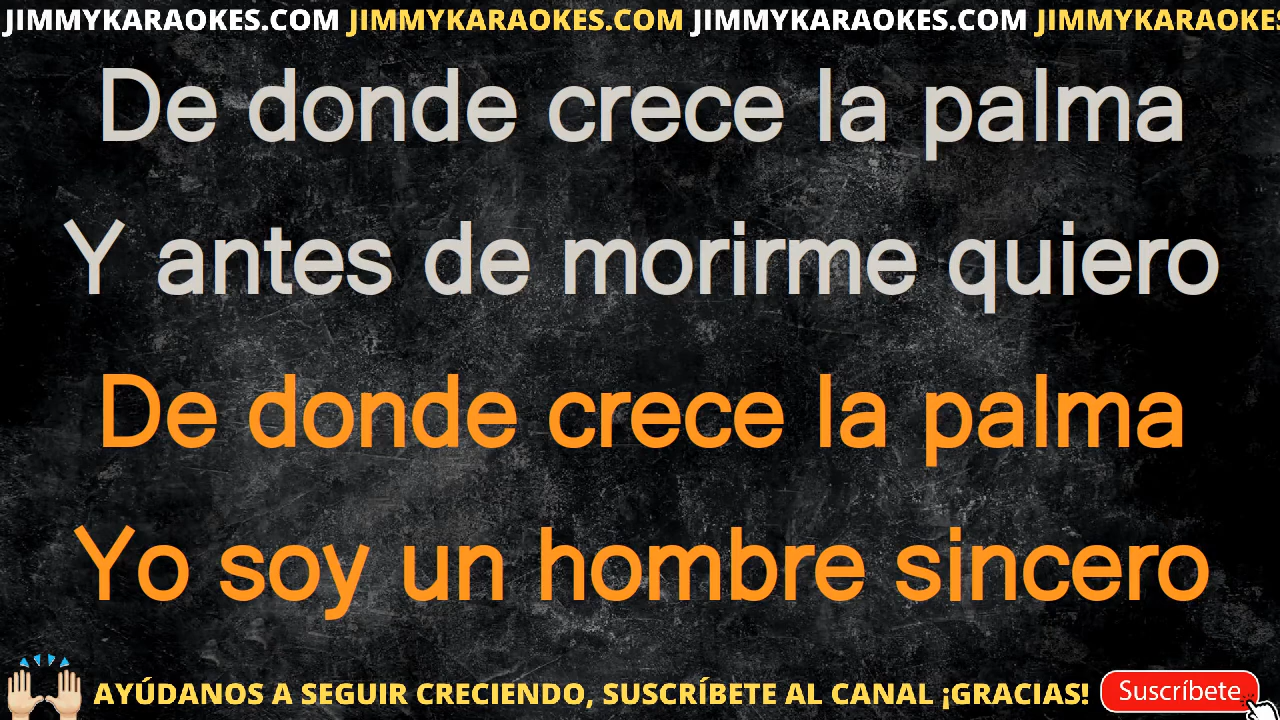 JIMMYKARAOKES.COM JIMMYKARAOKES.COM JIMMYKARAOKES.COM JIMMYKARAOKES
De donde crece la palma
Y antes de morirme quiero
De donde crece la palma
Yo soy un hombre sincero
AYÚDANOS A SEGUIR CRECIENDO, SUSCRÍBETE AL CANAL ¡GRACIAS! Suscríbete